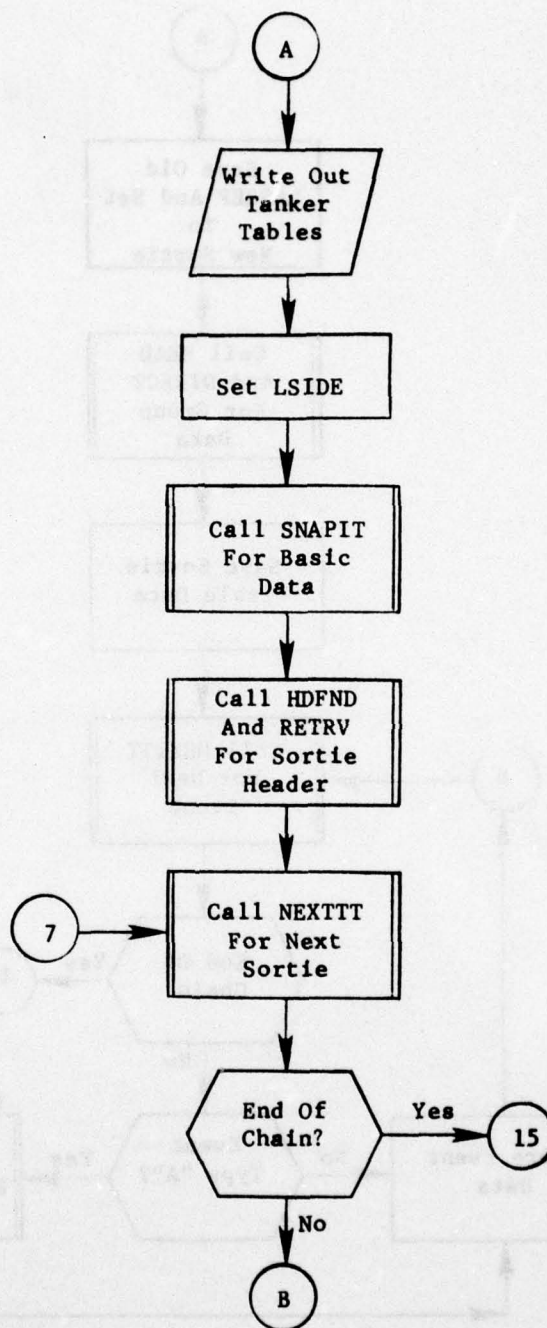 A
Write Out
Tanker
Tables
Set LSIDE
Call SNAPIT
For Basic
Data
Call HDFND
And RETRV
For Sortie
Header
7
Call NEXTTT
For Next
Sortie
End Of
Chain?
Yes
15
No
B